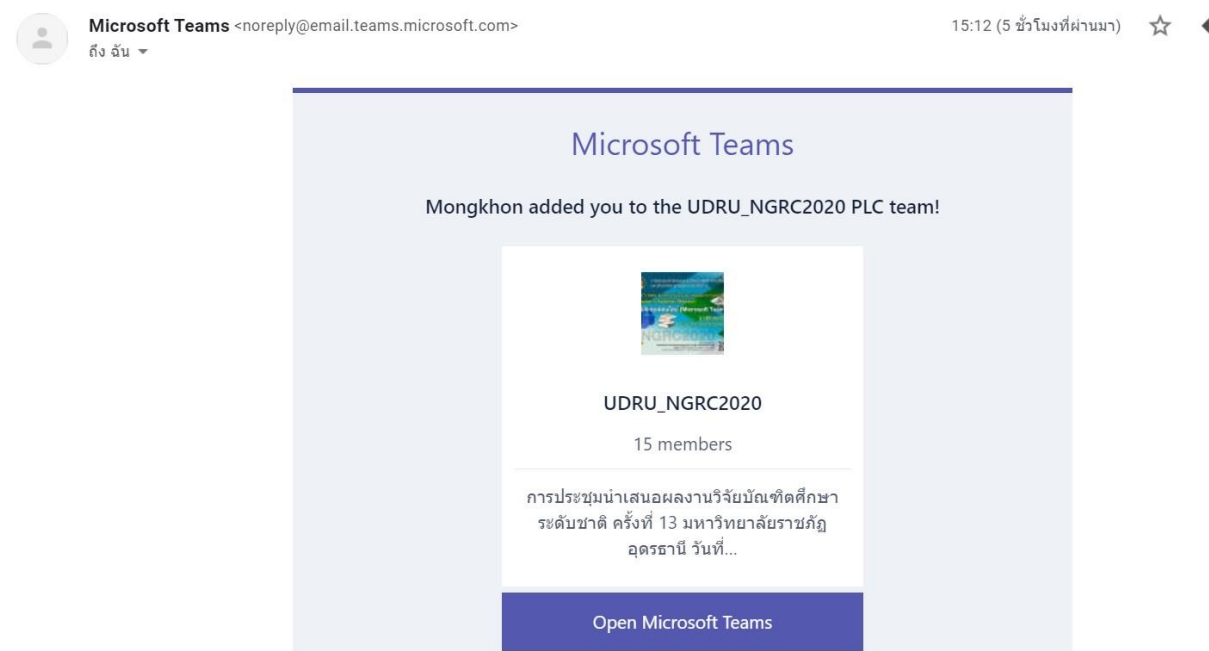 Microsoft Teams <noreply@email.teams.microsoft.com>
15:12 (5 ชั่วโมงที่ผ่านมา)
ถึง ฉัน
Microsoft Teams
Mongkhon added you to the UDRU_NGRC2020 PLC team!
NGRC2020
UDRU_NGRC2020
15 members
การประชุมนำเสนอผลงานวิจัยบัณฑิตศึกษา
ระดับชาติ ครั้งที่ 13 มหาวิทยาลัยราชภัฏ
อุดรธานี วันที่...
Open Microsoft Teams